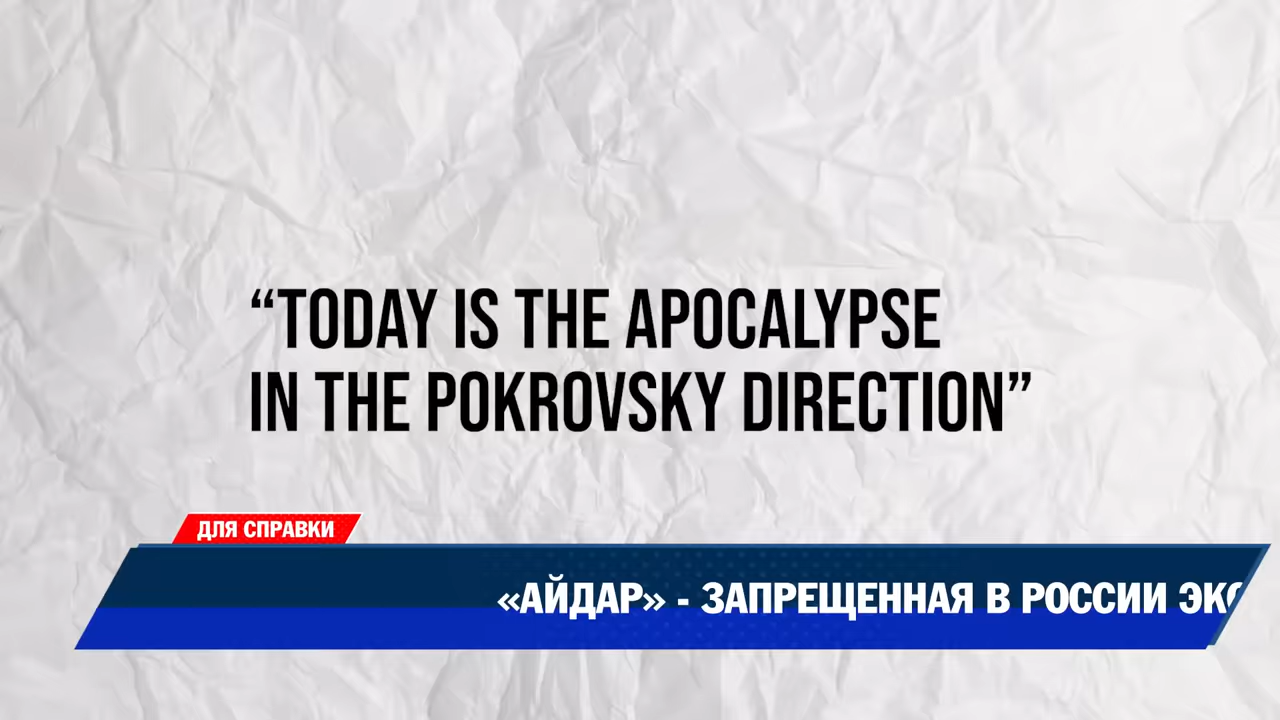 “TODAY IS THE APOCALYPSE
IN THE POKROVSKY DIRECTION”
ДЛЯ СПРАВКИ
«АЙДАР» - ЗАПРЕЩЕННАЯ В РОССИИ